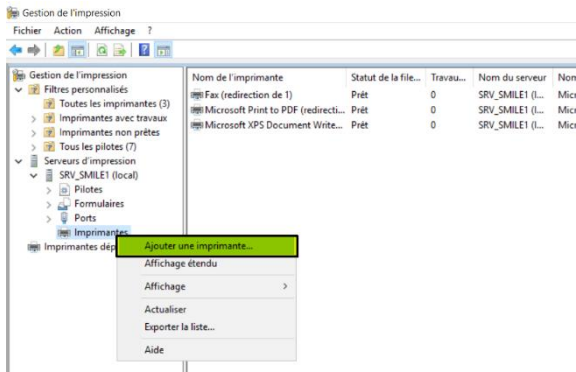 Gestion de l'impression
Fichier Action Affichage ?
Gestion de l'impression
Filtres personnalisés
Toutes les imprimantes (3)
Imprimantes avec travaux
Imprimantes non prêtes
Tous les pilotes (7)
Serveurs d'impression
SRV_SMILE1 (local)
Pilotes
Formulaires
Ports
Imprimantes
Imprimantes dép
Nom de l'imprimante Statut de la file... Travau... Nom du serveur Nom
Fax (redirection de 1) Prêt 0 SRV_SMILE1 (l... Micr
Microsoft Print to PDF (redirecti... Prêt 0 SRV_SMILE1 (l... Micr
Microsoft XPS Document Write... Prêt 0 SRV_SMILE1 (l... Micr
Ajouter une imprimante...
Affichage étendu
Affichage
Actualiser
Exporter la liste...
Aide